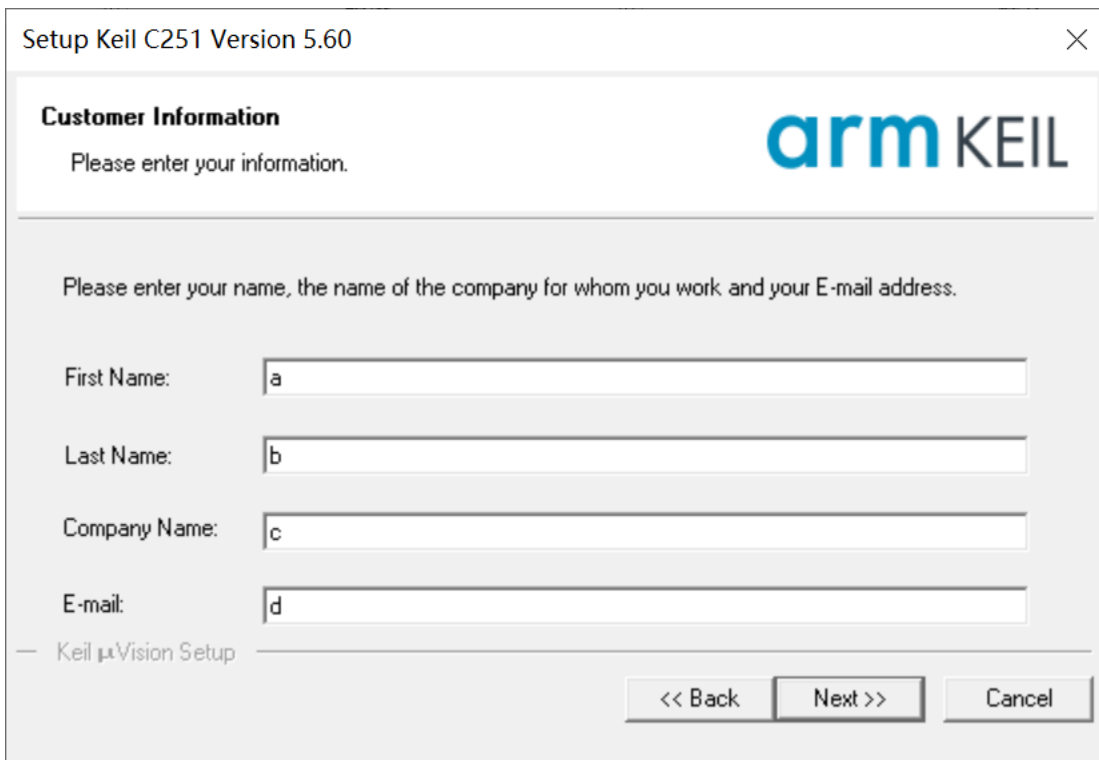 Setup Keil C251 Version 5.60
Customer Information
Please enter your information.
arm KEIL
Please enter your name, the name of the company for whom you work and your E-mail address.
First Name: a
Last Name: b
Company Name: c
E-mail: d
Keil µVision Setup
<< Back Next >> Cancel